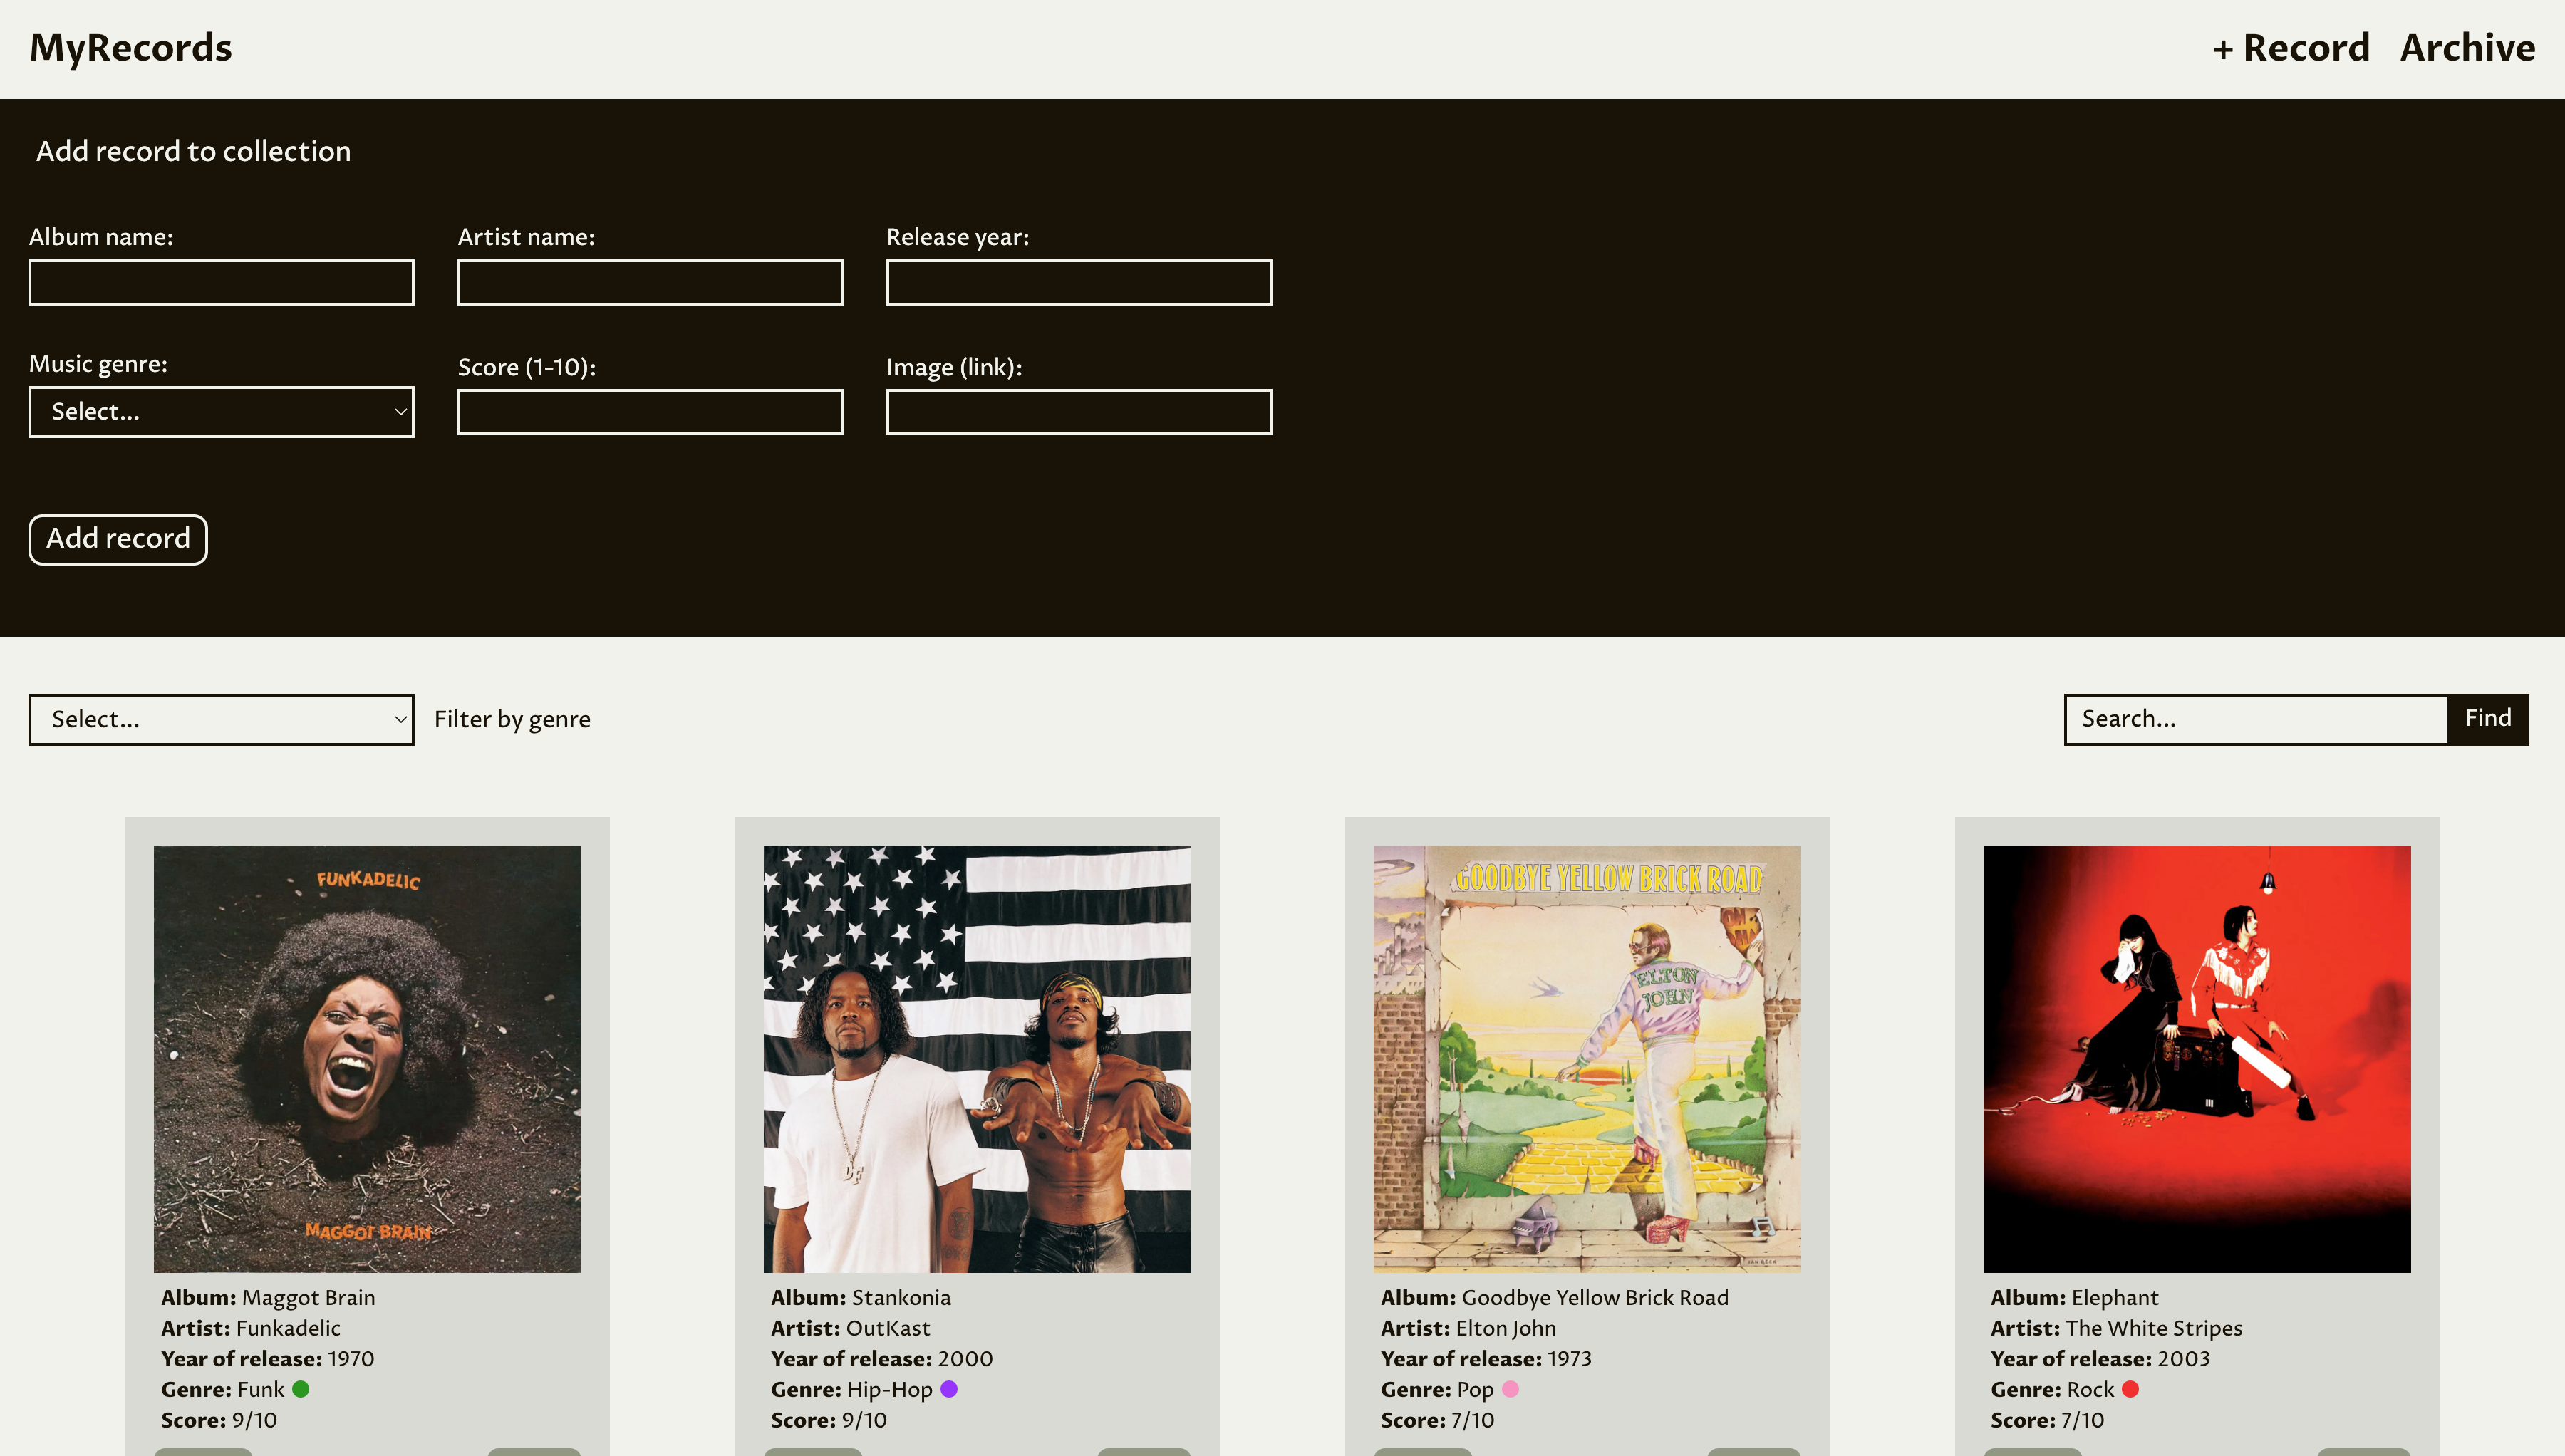 MyRecords
+ Record Archive
Add record to collection
Album name:
Artist name:
Release year:
Music genre:
Score (1-10):
Image (link):
Select...
Add record
Select...
Filter by genre
Search...
Find
FUNKADELIC
MAGGOT BRAIN
Album: Maggot Brain
Artist: Funkadelic
Year of release: 1970
Genre: Funk
Score: 9/10
Album: Stankonia
Artist: OutKast
Year of release: 2000
Genre: Hip-Hop
Score: 9/10
GOODBYE YELLOW BRICK ROAD
ELTON
JOHN
Album: Goodbye Yellow Brick Road
Artist: Elton John
Year of release: 1973
Genre: Pop
Score: 7/10
Album: Elephant
Artist: The White Stripes
Year of release: 2003
Genre: Rock
Score: 7/10